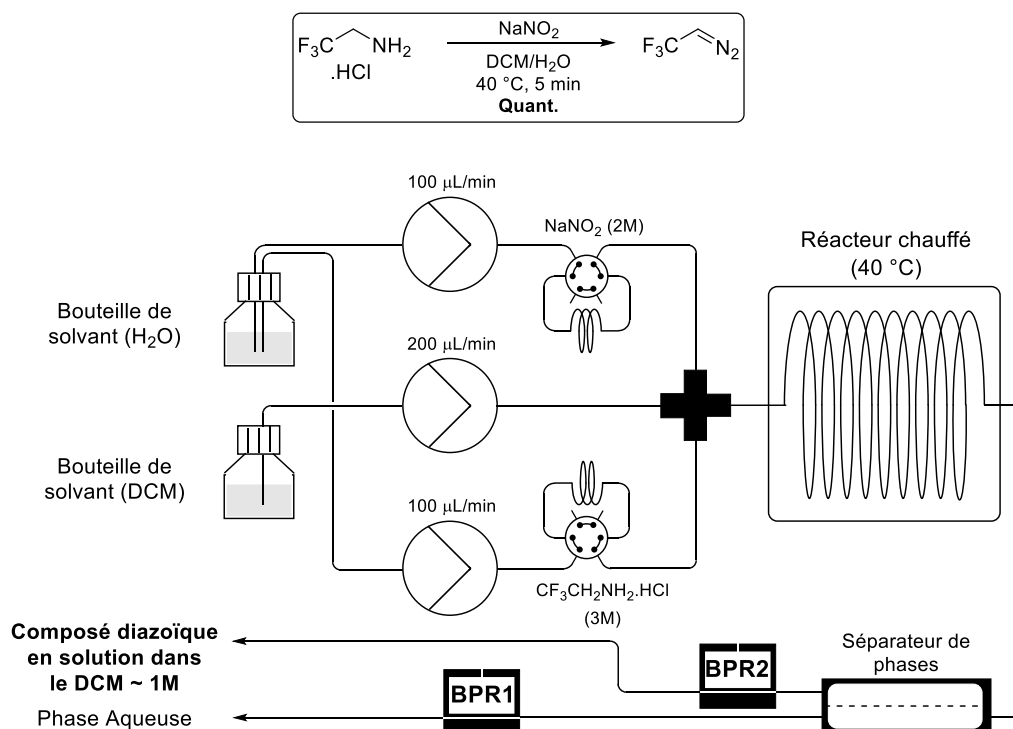 NaNO₂
F₃C NH₂
.HCl
DCM/H₂O
40 °C, 5 min
Quant.
F₃C N₂
100 μL/min
NaNO₂ (2M)
Réacteur chauffé
(40 °C)
Bouteille de
solvant (H₂O)
200 μL/min
Bouteille de
solvant (DCM)
100 μL/min
CF₃CH₂NH₂.HCl
(3M)
Composé diazoïque
en solution dans
le DCM ~ 1M
BPR2
Séparateur de
phases
BPR1
Phase Aqueuse